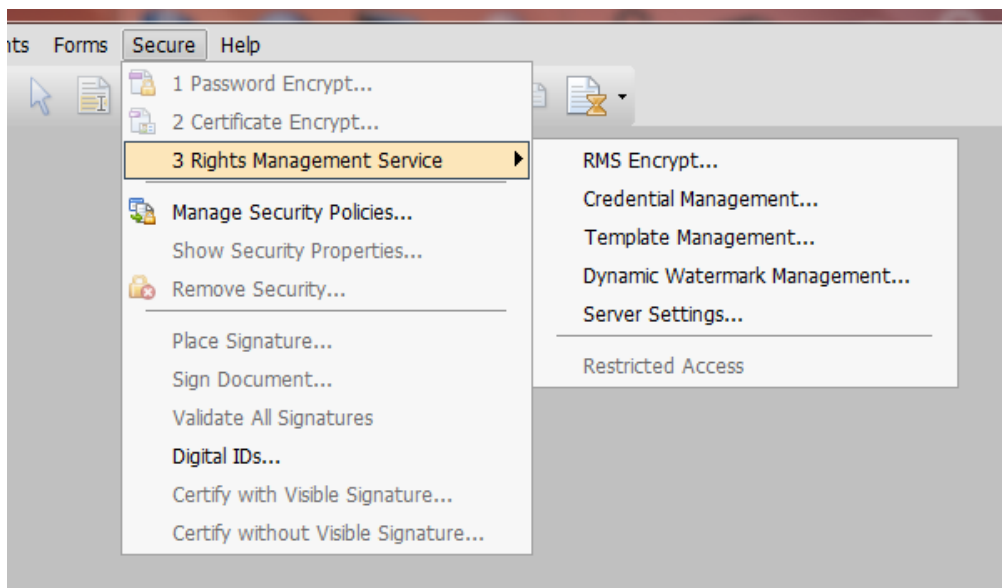 nts Forms Secure Help
1 Password Encrypt...
2 Certificate Encrypt...
3 Rights Management Service
Manage Security Policies...
Show Security Properties...
Remove Security...
Place Signature...
Sign Document...
Validate All Signatures
Digital IDs...
Certify with Visible Signature...
Certify without Visible Signature...
RMS Encrypt...
Credential Management...
Template Management...
Dynamic Watermark Management...
Server Settings...
Restricted Access